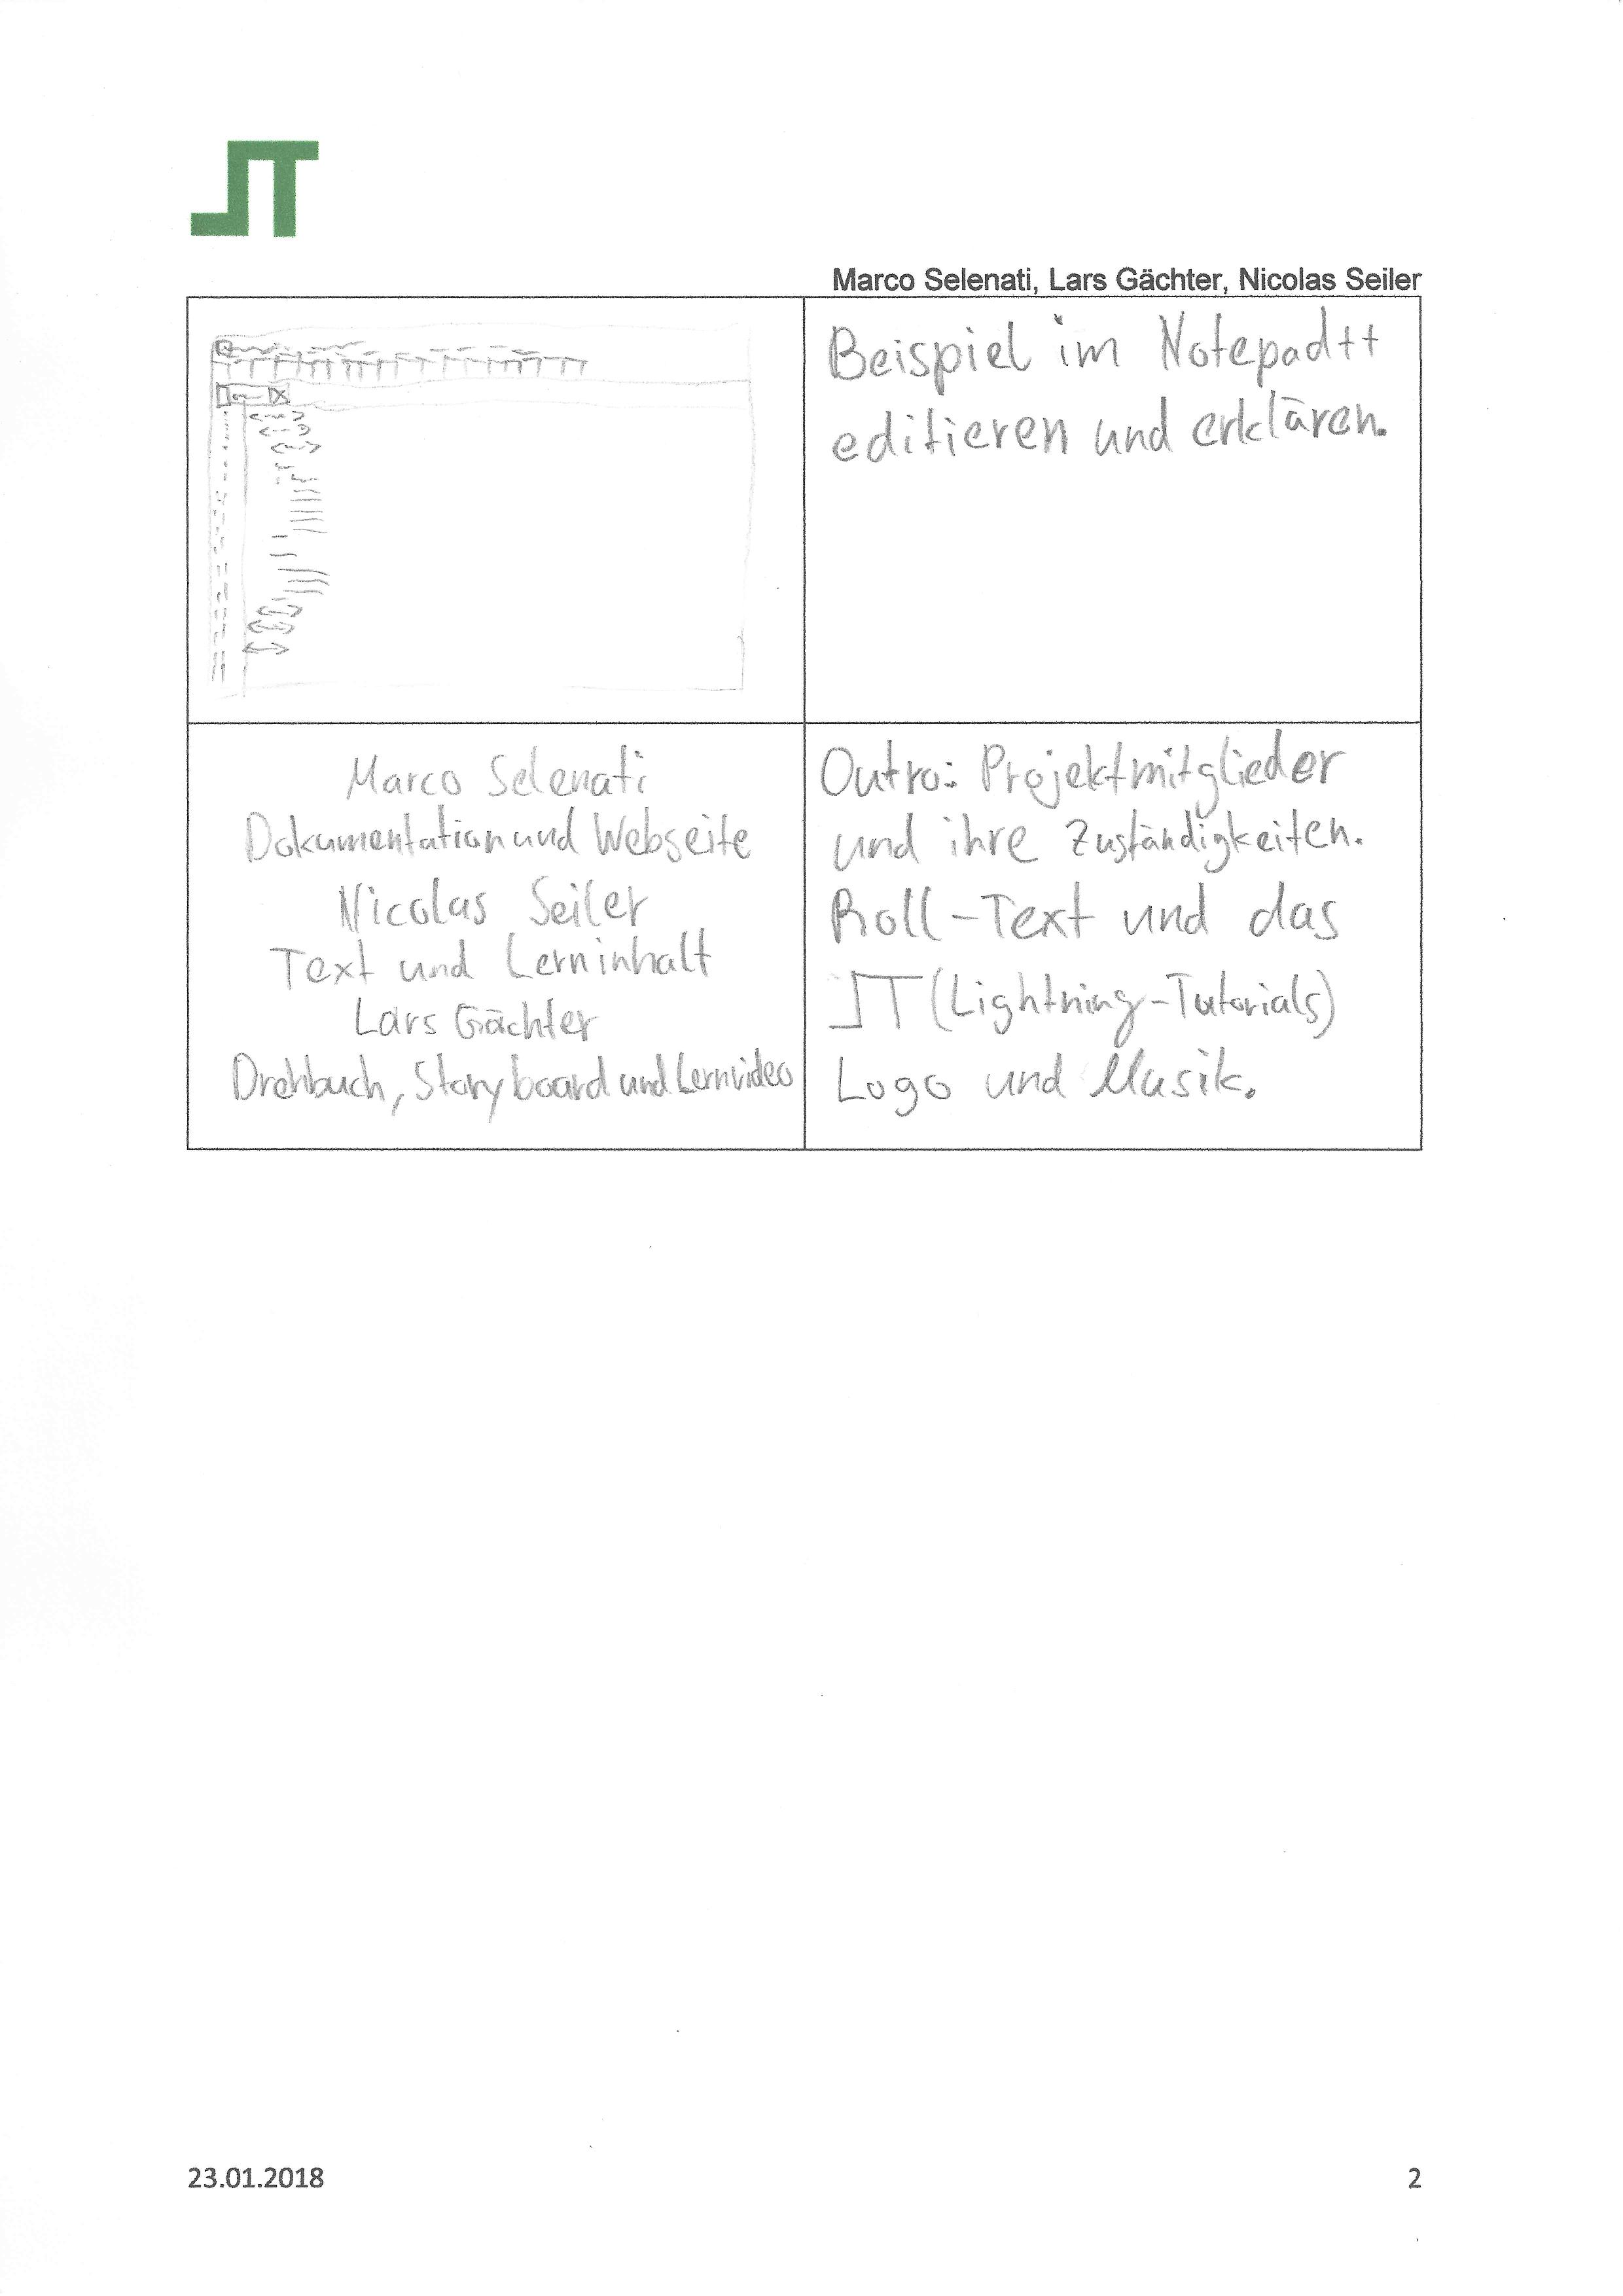 Marco Selenati, Lars Gächter, Nicolas Seiler
Beispiel im Notepad++
editieren und erklären.
Marco Selenati
Dokumentation und Webseite
Nicolas Seiler
Text und Lerninhalt
Lars Gächter
Drehbuch, Storyboard und Lernvideo
Outro: Projektmitglieder
und ihre Zuständigkeiten.
Roll-Text und das
LT (Lightning-Tutorials)
Logo und Musik.
23.01.2018
2